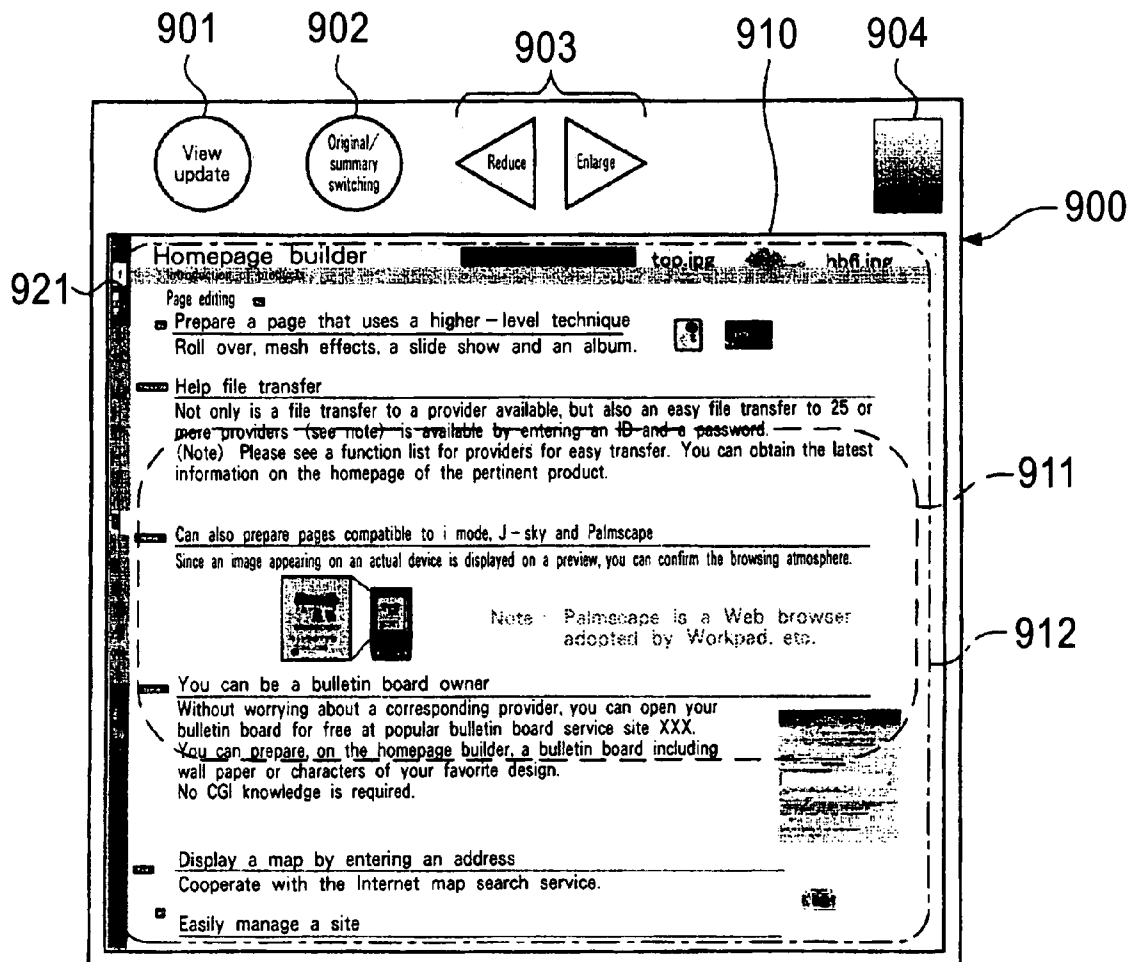 901
902
903
910
904
View
update
Original/
summary
switching
Reduce
Enlarge
900
Homepage builder
top.jpg
hbfl.jpg
Introduction of products
921
Page editing
Prepare a page that uses a higher-level technique
Roll over, mesh effects, a slide show and an album.
Help file transfer
Not only is a file transfer to a provider available, but also an easy file transfer to 25 or
more providers (see note) is available by entering an ID and a password.
(Note) Please see a function list for providers for easy transfer. You can obtain the latest
information on the homepage of the pertinent product.
911
Can also prepare pages compatible to i mode, J-sky and Palmscape
Since an image appearing on an actual device is displayed on a preview, you can confirm the browsing atmosphere.
Note : Palmscape is a Web browser
adopted by Workpad, etc.
912
You can be a bulletin board owner
Without worrying about a corresponding provider, you can open your
bulletin board for free at popular bulletin board service site XXX.
You can prepare, on the homepage builder, a bulletin board including
wall paper or characters of your favorite design.
No CGI knowledge is required.
Display a map by entering an address
Cooperate with the Internet map search service.
Easily manage a site